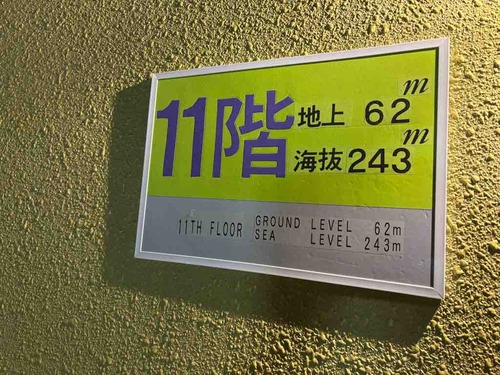 11階 地上 62m
海抜 243m
11TH FLOOR GROUND LEVEL 62m
SEA LEVEL 243m